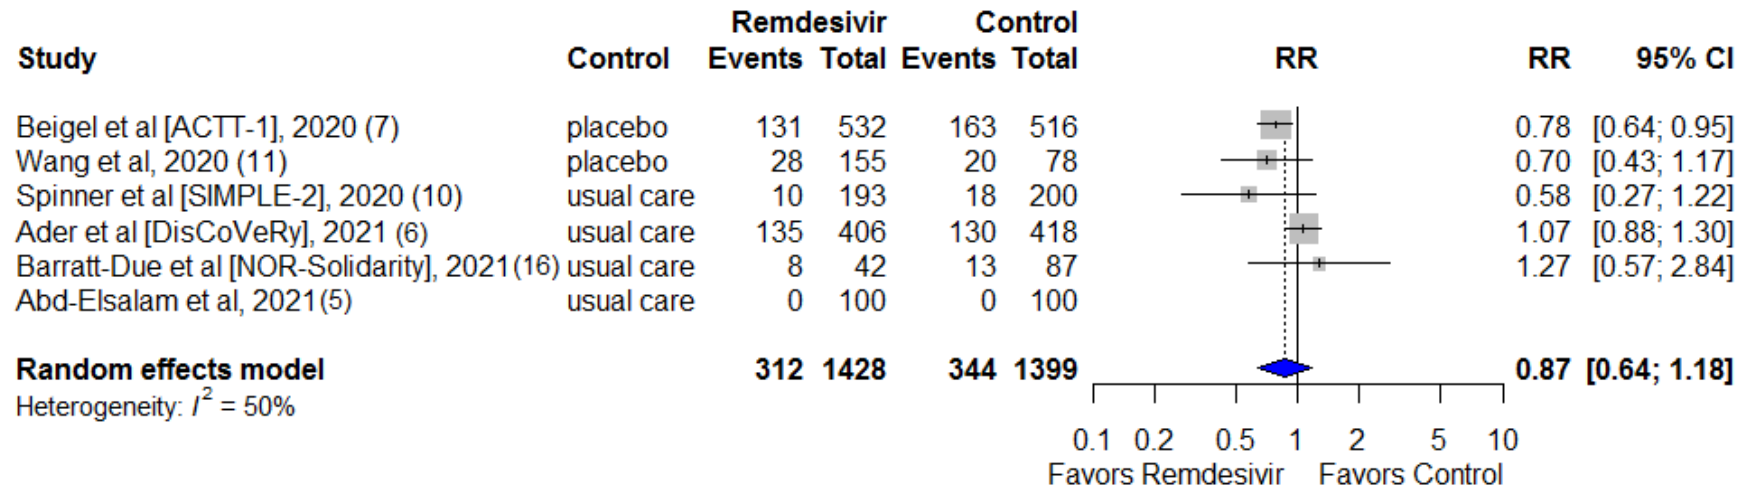 Remdesivir Control
Study Control Events Total Events Total RR RR 95% CI
Beigel et al [ACTT-1], 2020 (7) placebo 131 532 163 516 0.78 [0.64; 0.95]
Wang et al, 2020 (11) placebo 28 155 20 78 0.70 [0.43; 1.17]
Spinner et al [SIMPLE-2], 2020 (10) usual care 10 193 18 200 0.58 [0.27; 1.22]
Ader et al [DisCoVeRy], 2021 (6) usual care 135 406 130 418 1.07 [0.88; 1.30]
Barratt-Due et al [NOR-Solidarity], 2021(16) usual care 8 42 13 87 1.27 [0.57; 2.84]
Abd-Elsalam et al, 2021(5) usual care 0 100 0 100
Random effects model 312 1428 344 1399 0.87 [0.64; 1.18]
Heterogeneity: I² = 50%
0.1 0.2 0.5 1 2 5 10
Favors Remdesivir Favors Control